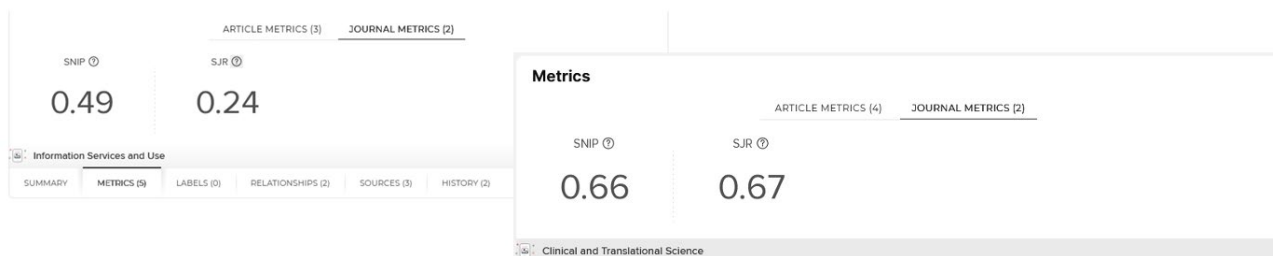 ARTICLE METRICS (3) JOURNAL METRICS (2)
SNIP ? SJR ?
0.49 0.24
Information Services and Use
SUMMARY METRICS (5) LABELS (0) RELATIONSHIPS (2) SOURCES (3) HISTORY (2)
Metrics
ARTICLE METRICS (4) JOURNAL METRICS (2)
SNIP ? SJR ?
0.66 0.67
Clinical and Translational Science